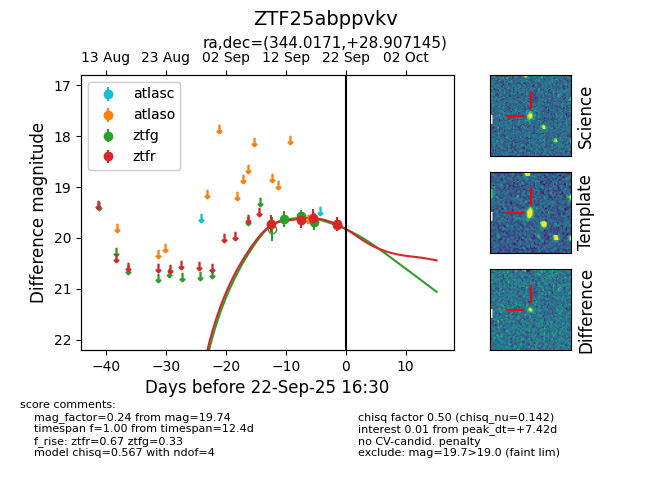 ZTF25abppvkv
ra,dec=(344.0171,+28.907145)
13 Aug 23 Aug 02 Sep 12 Sep 22 Sep 02 Oct
atlasc
atlaso
ztfg
ztfr
17
18
19
20
21
22
Difference magnitude
−40 −30 −20 −10 0 10
Days before 22-Sep-25 16:30
Science
Template
Difference
score comments:
mag_factor=0.24 from mag=19.74
timespan f=1.00 from timespan=12.4d
f_rise: ztfr=0.67 ztfg=0.33
model chisq=0.567 with ndof=4
chisq factor 0.50 (chisq_nu=0.142)
interest 0.01 from peak_dt=+7.42d
no CV-candid. penalty
exclude: mag=19.7>19.0 (faint lim)